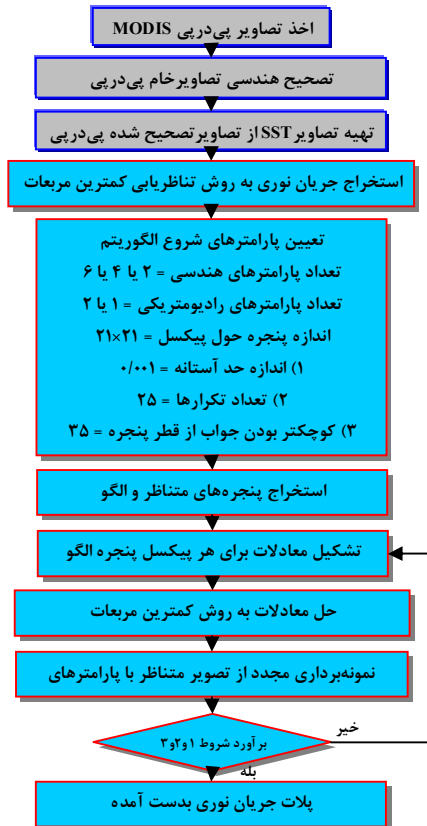 اخذ تصاویر پی‌درپی MODIS
تصحیح هندسی تصاویرخام پی‌درپی
تهیه تصاویر SST از تصاویرتصحیح شده پی‌درپی
استخراج جریان نوری به روش تناظریابی کمترین مربعات
تعیین پارامترهای شروع الگوریتم
تعداد پارامترهای هندسی = ۲ یا ۴ یا ۶
تعداد پارامترهای رادیومتریکی = ۱ یا ۲
اندازه پنجره حول پیکسل = ۲۱×۲۱
۱) اندازه حد آستانه = ۰/۰۰۱
۲) تعداد تکرارها = ۲۵
۳) کوچکتر بودن جواب از قطر پنجره = ۳۵
استخراج پنجره‌های متناظر و الگو
تشکیل معادلات برای هر پیکسل پنجره الگو
حل معادلات به روش کمترین مربعات
نمونه‌برداری مجدد از تصویر متناظر با پارامترهای
برآورد شروط ۱و۲و۳
خیر
بله
پلات جریان نوری بدست آمده